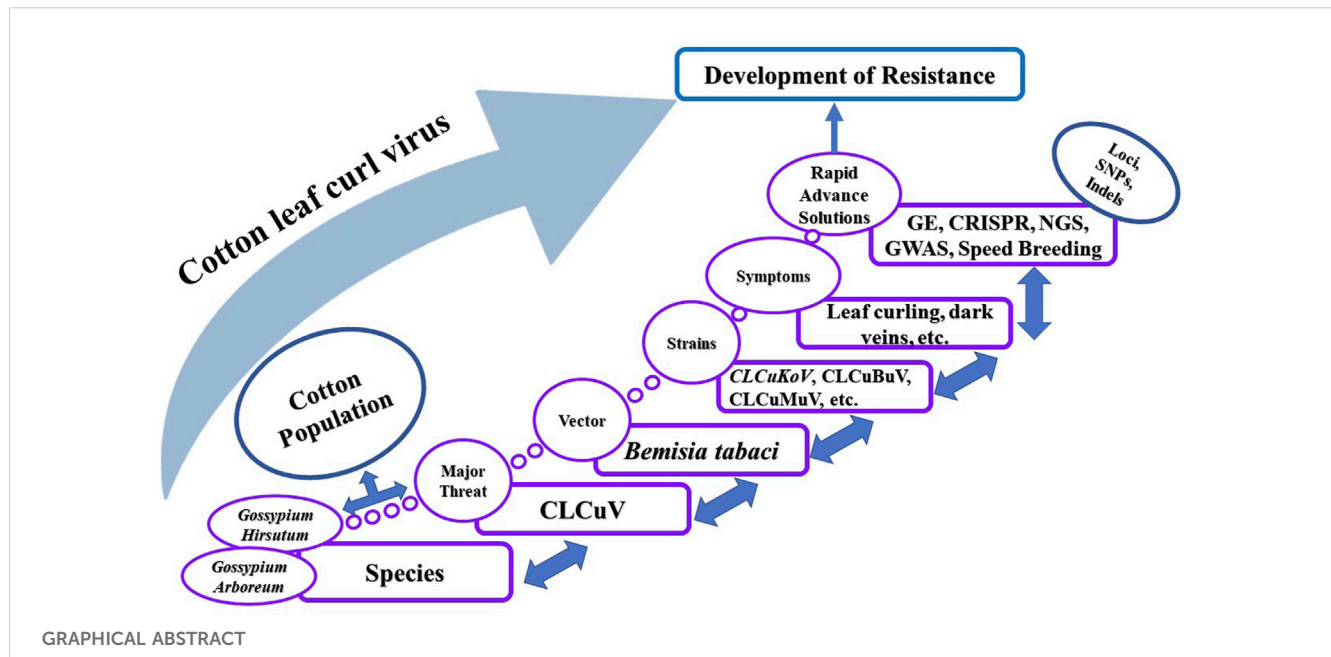 Development of Resistance
Cotton leaf curl virus
Loci,
SNPs,
Indels
Rapid
Advance
Solutions
GE, CRISPR, NGS,
GWAS, Speed Breeding
Symptoms
Leaf curling, dark
veins, etc.
Strains
CLCuKoV, CLCuBuV,
CLCuMuV, etc.
Cotton
Population
Vector
Bemisia tabaci
Major
Threat
CLCuV
Gossypium
Hirsutum
Gossypium
Arboreum
Species
GRAPHICAL ABSTRACT